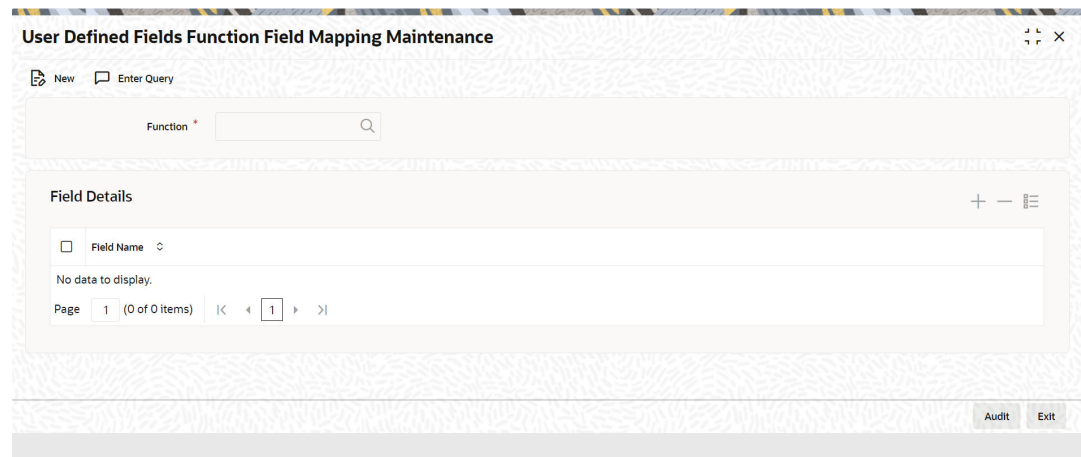 User Defined Fields Function Field Mapping Maintenance
New Enter Query
Function *
Field Details
Field Name
No data to display.
Page 1 (0 of 0 items) 1
Audit Exit